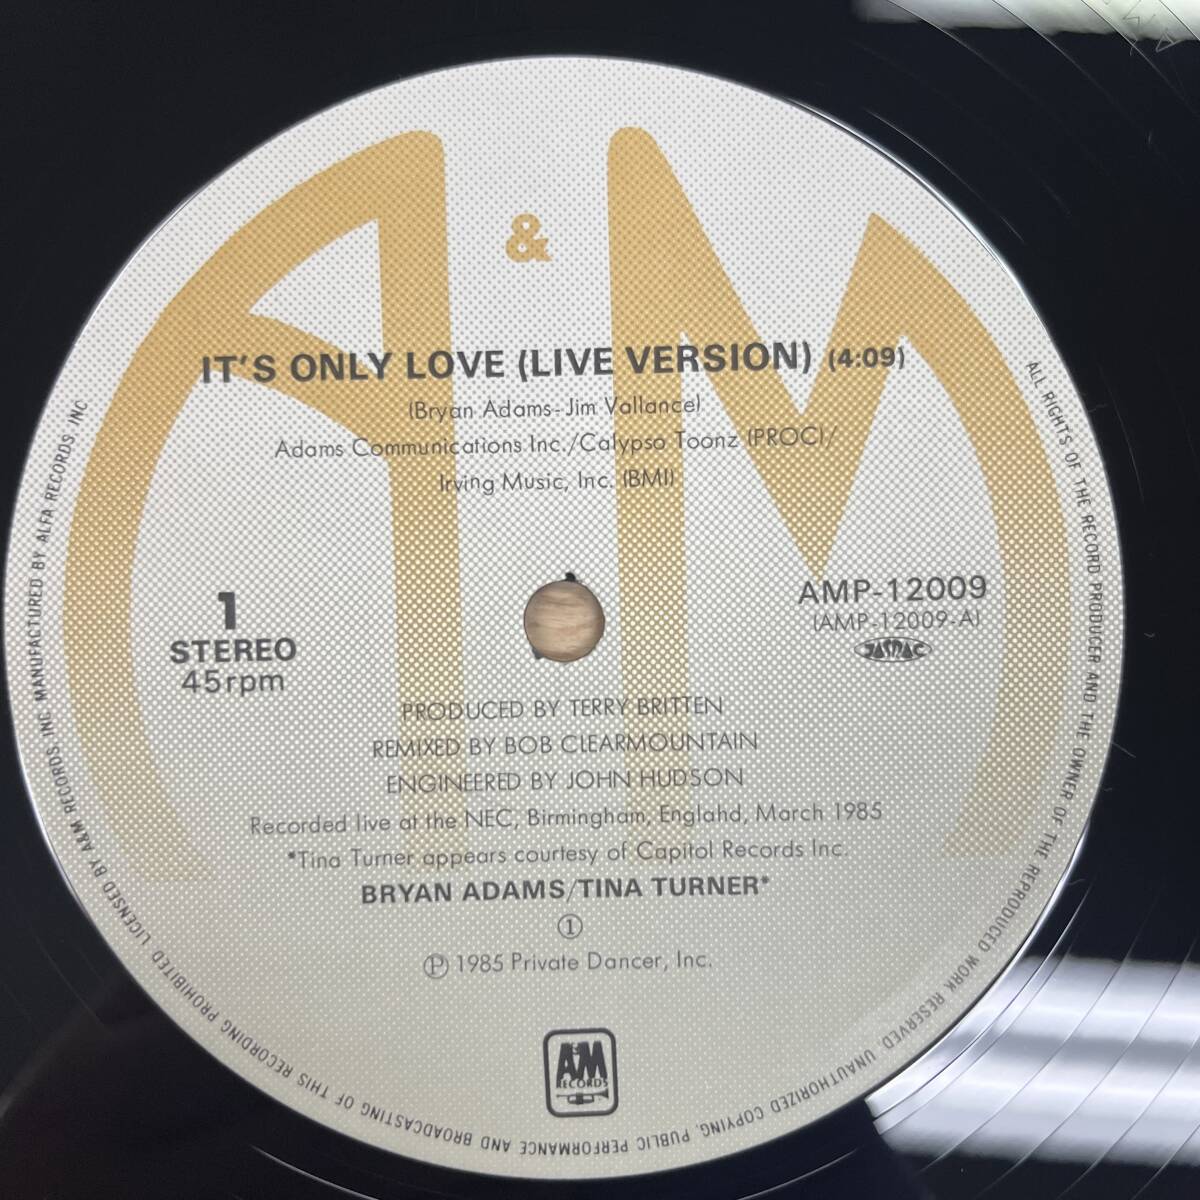 A & M
IT'S ONLY LOVE (LIVE VERSION) (4:09)
(Bryan Adams-Jim Vallance)
Adams Communications Inc./Calypso Toonz (PROC)/
Irving Music, Inc. (BMI)
1
STEREO
45rpm
AMP-12009
(AMP-12009-A)
JASRAC
PRODUCED BY TERRY BRITTEN
REMIXED BY BOB CLEARMOUNTAIN
ENGINEERED BY JOHN HUDSON
Recorded live at the NEC, Birmingham, Englahd, March 1985
*Tina Turner appears courtesy of Capitol Records Inc.
BRYAN ADAMS/TINA TURNER*
①
Ⓟ 1985 Private Dancer, Inc.
A&M
RECORDS
ALL RIGHTS OF THE RECORD PRODUCER AND THE OWNER OF THE REPRODUCED WORK RESERVED. UNAUTHORIZED COPYING, PUBLIC PERFORMANCE AND BROADCASTING OF THIS RECORDING PROHIBITED. LICENSED BY A&M RECORDS INC. MANUFACTURED BY ALFA RECORDS INC